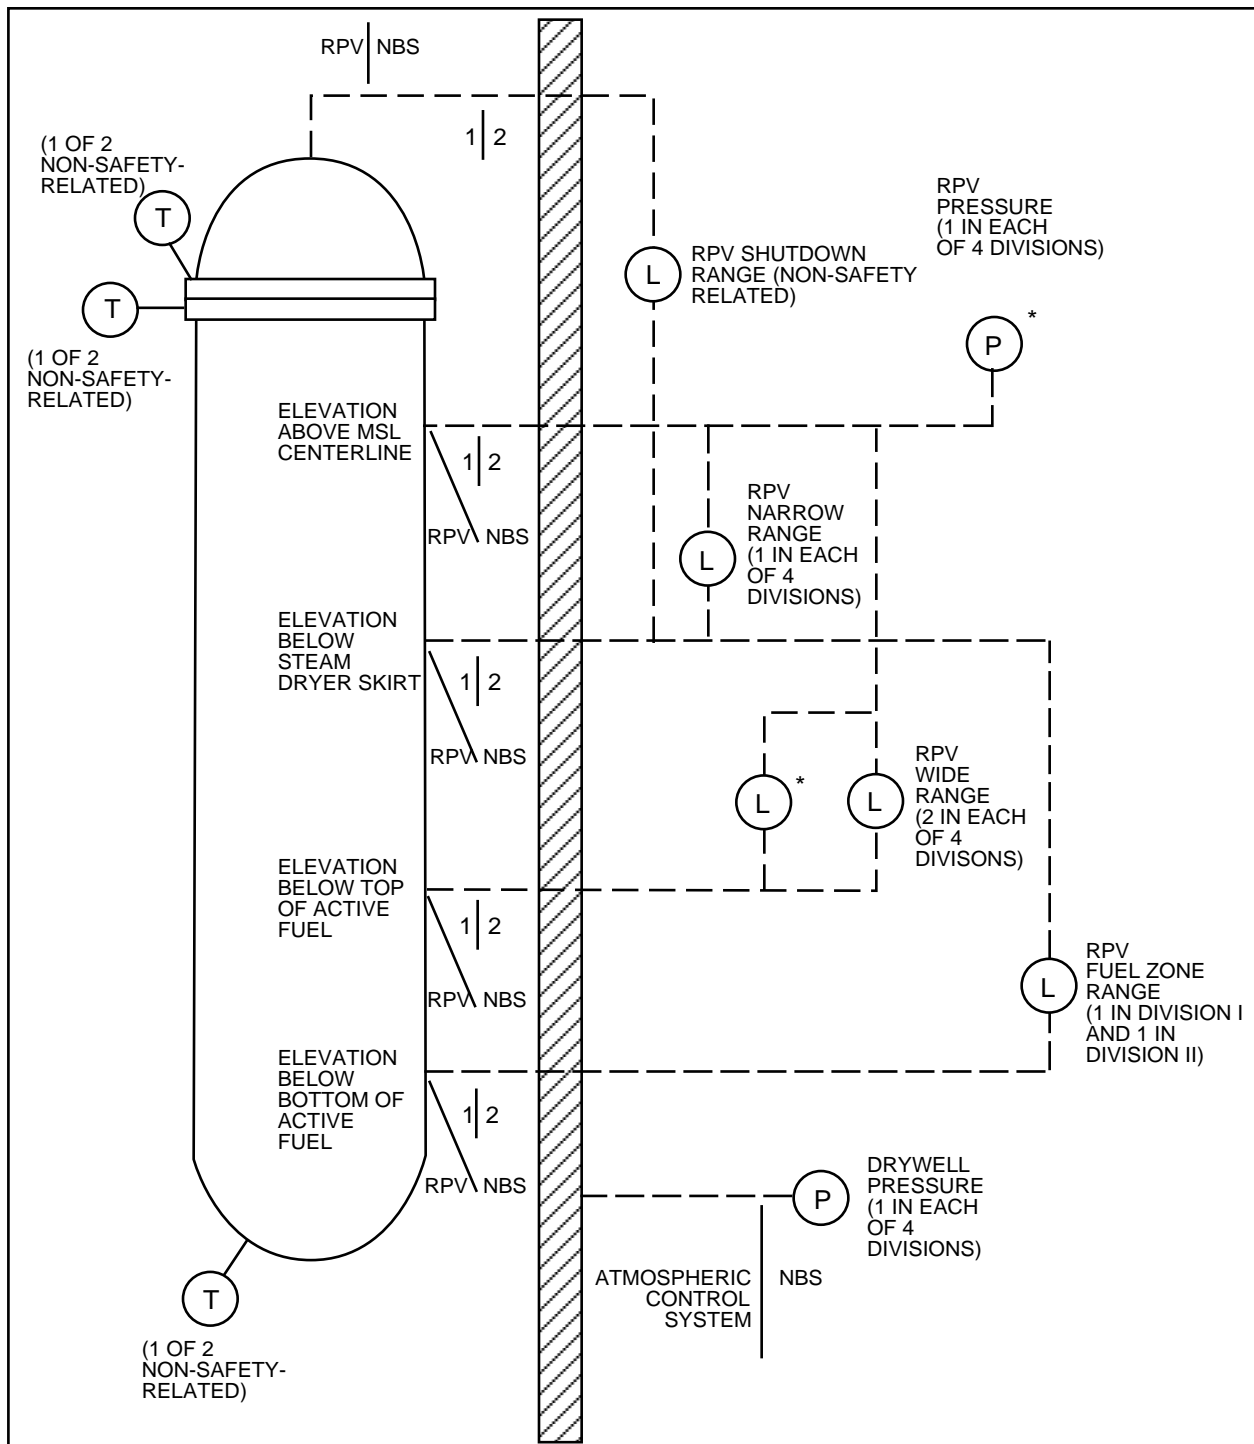 RPV NBS
1 2
(1 OF 2
NON-SAFETY-
RELATED)
T
T
(1 OF 2
NON-SAFETY-
RELATED)
L
RPV SHUTDOWN
RANGE (NON-SAFETY
RELATED)
RPV
PRESSURE
(1 IN EACH
OF 4 DIVISIONS)
P *
ELEVATION
ABOVE MSL
CENTERLINE
1 2
RPV NBS
RPV
NARROW
RANGE
(1 IN EACH
OF 4
DIVISIONS)
L
ELEVATION
BELOW
STEAM
DRYER SKIRT
1 2
RPV NBS
L *
L
RPV
WIDE
RANGE
(2 IN EACH
OF 4
DIVISONS)
ELEVATION
BELOW TOP
OF ACTIVE
FUEL
1 2
RPV NBS
L
RPV
FUEL ZONE
RANGE
(1 IN DIVISION I
AND 1 IN
DIVISION II)
ELEVATION
BELOW
BOTTOM OF
ACTIVE
FUEL
1 2
RPV NBS
P
DRYWELL
PRESSURE
(1 IN EACH
OF 4
DIVISIONS)
ATMOSPHERIC
CONTROL
SYSTEM
NBS
T
(1 OF 2
NON-SAFETY-
RELATED)